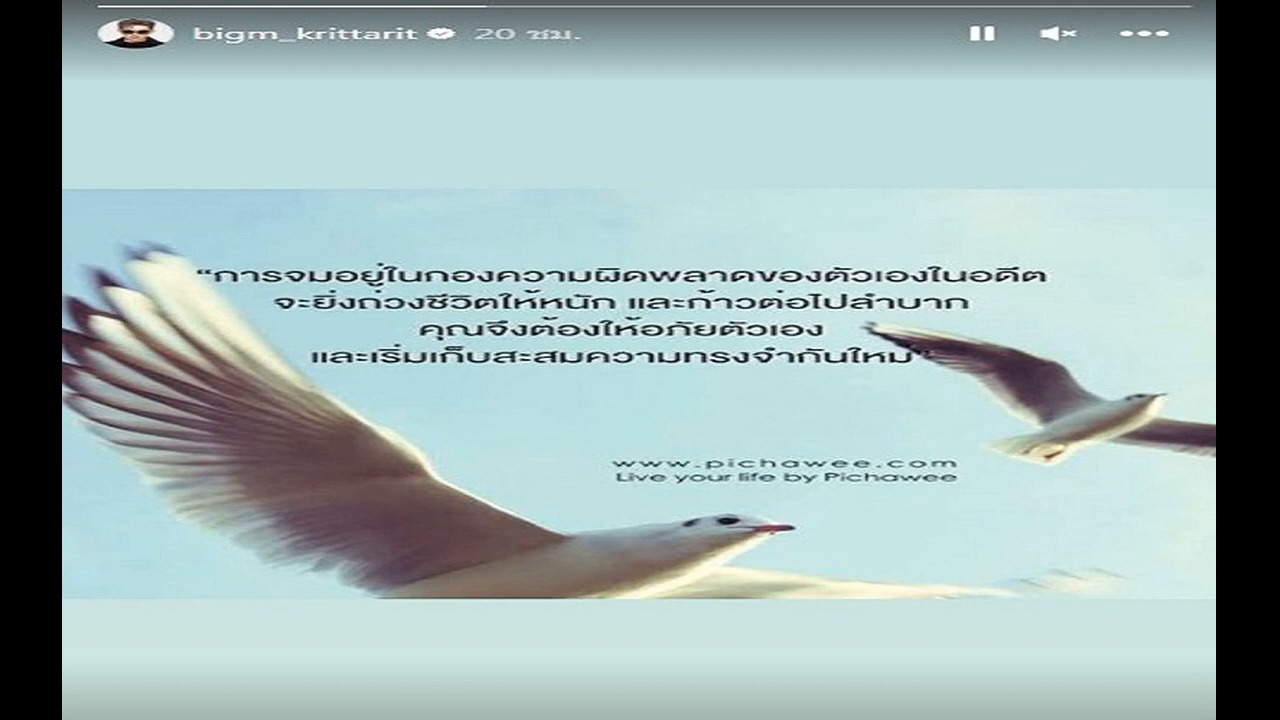 bigm_krittarit 20 ชม.
“การจมอยู่ในกองความผิดพลาดของตัวเองในอดีต
จะยิ่งถ่วงชีวิตให้หนัก และก้าวต่อไปลำบาก
คุณจึงต้องให้อภัยตัวเอง
และเริ่มเก็บสะสมความทรงจำกันใหม่”
www.pichawee.com
Live your life by Pichawee